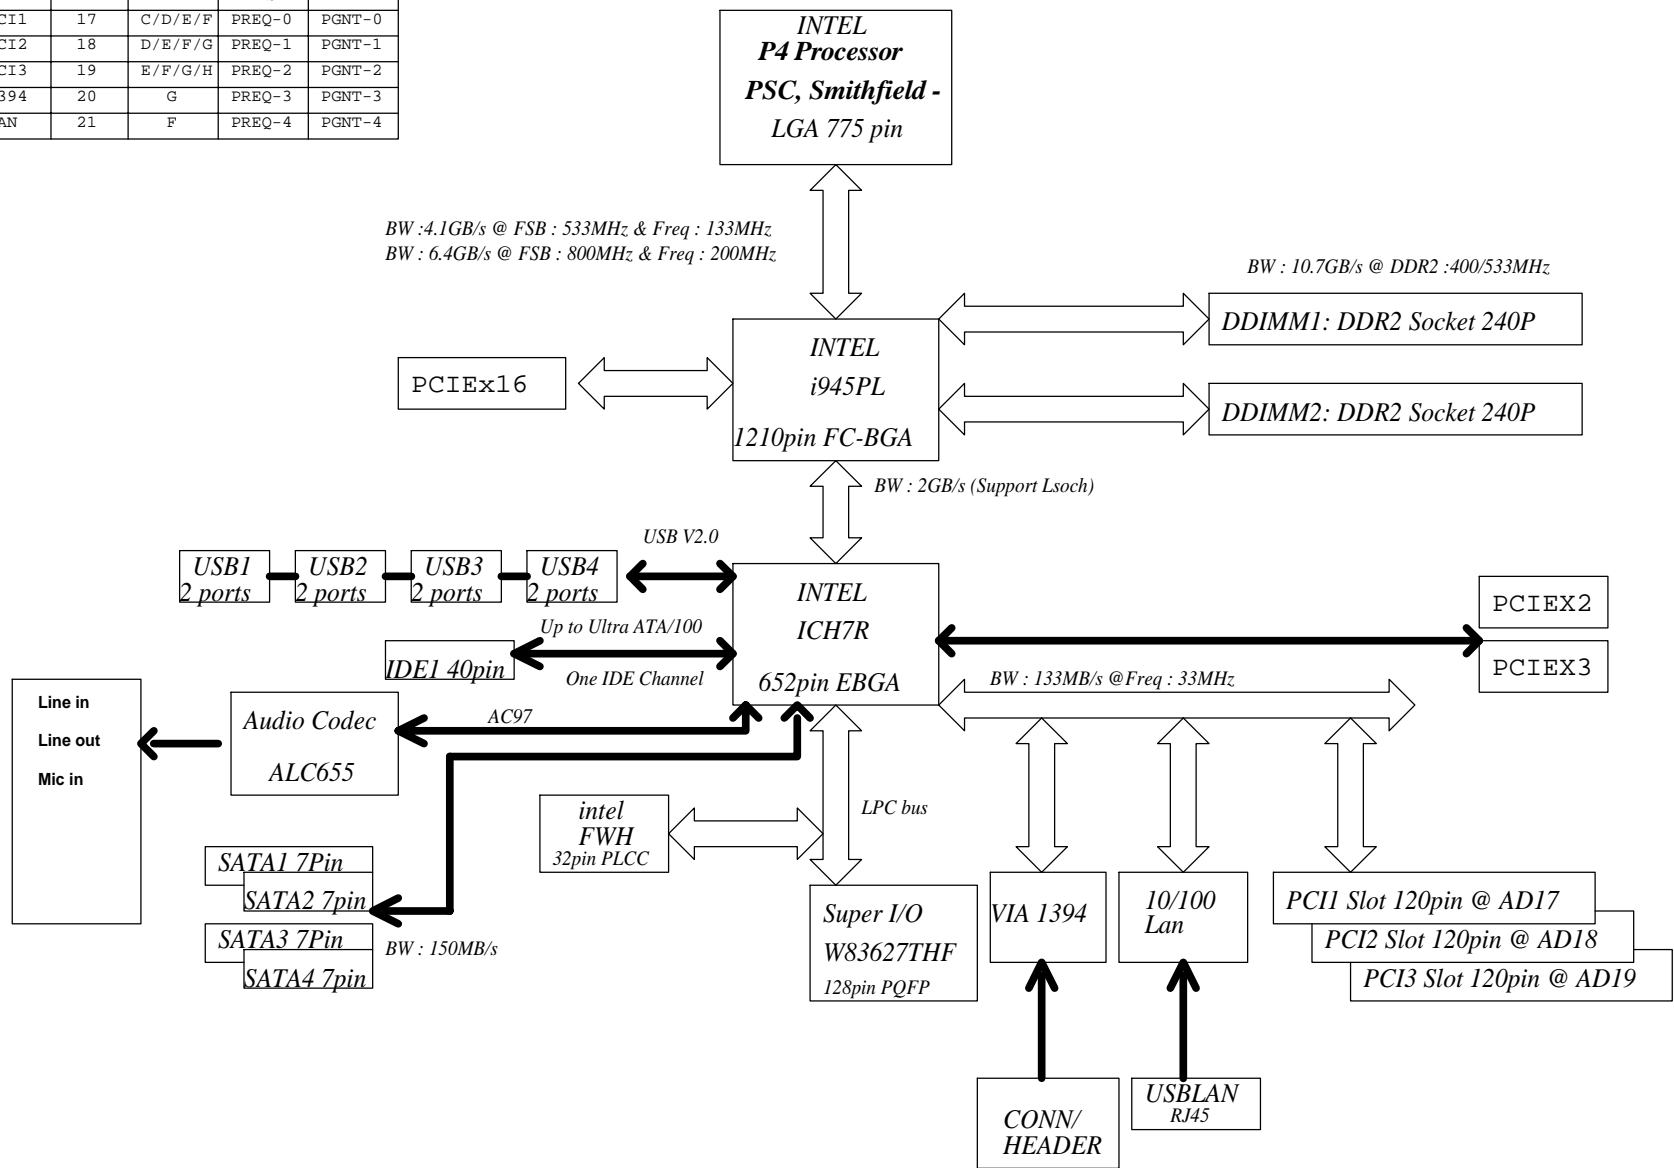 CI1 17 C/D/E/F PREQ-0 PGNT-0
CI2 18 D/E/F/G PREQ-1 PGNT-1
CI3 19 E/F/G/H PREQ-2 PGNT-2
394 20 G PREQ-3 PGNT-3
AN 21 F PREQ-4 PGNT-4
INTEL
P4 Processor
PSC, Smithfield -
LGA 775 pin
BW :4.1GB/s @ FSB : 533MHz & Freq : 133MHz
BW : 6.4GB/s @ FSB : 800MHz & Freq : 200MHz
BW : 10.7GB/s @ DDR2 :400/533MHz
DDIMM1: DDR2 Socket 240P
INTEL
i945PL
1210pin FC-BGA
PCIEx16
DDIMM2: DDR2 Socket 240P
BW : 2GB/s (Support Lsoch)
USB V2.0
USB1
2 ports
USB2
2 ports
USB3
2 ports
USB4
2 ports
INTEL
ICH7R
652pin EBGA
PCIEX2
PCIEX3
Up to Ultra ATA/100
IDE1 40pin
One IDE Channel
BW : 133MB/s @Freq : 33MHz
Line in
Line out
Mic in
Audio Codec
ALC655
AC97
intel
FWH
32pin PLCC
LPC bus
SATA1 7Pin
SATA2 7pin
SATA3 7Pin
SATA4 7pin
BW : 150MB/s
Super I/O
W83627THF
128pin PQFP
VIA 1394
10/100
Lan
PCI1 Slot 120pin @ AD17
PCI2 Slot 120pin @ AD18
PCI3 Slot 120pin @ AD19
CONN/
HEADER
USBLAN
RJ45